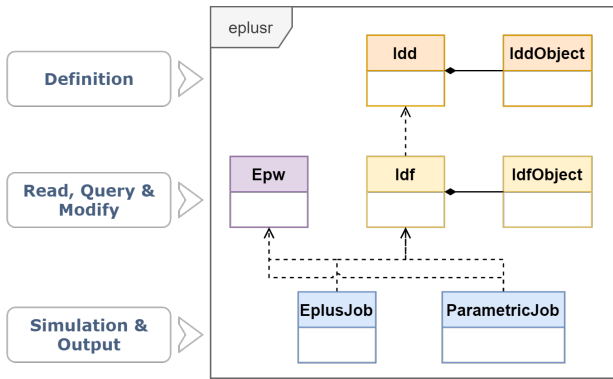 eplusr
Definition
Idd
IddObject
Read, Query &
Modify
Epw
Idf
IdfObject
Simulation &
Output
EplusJob
ParametricJob